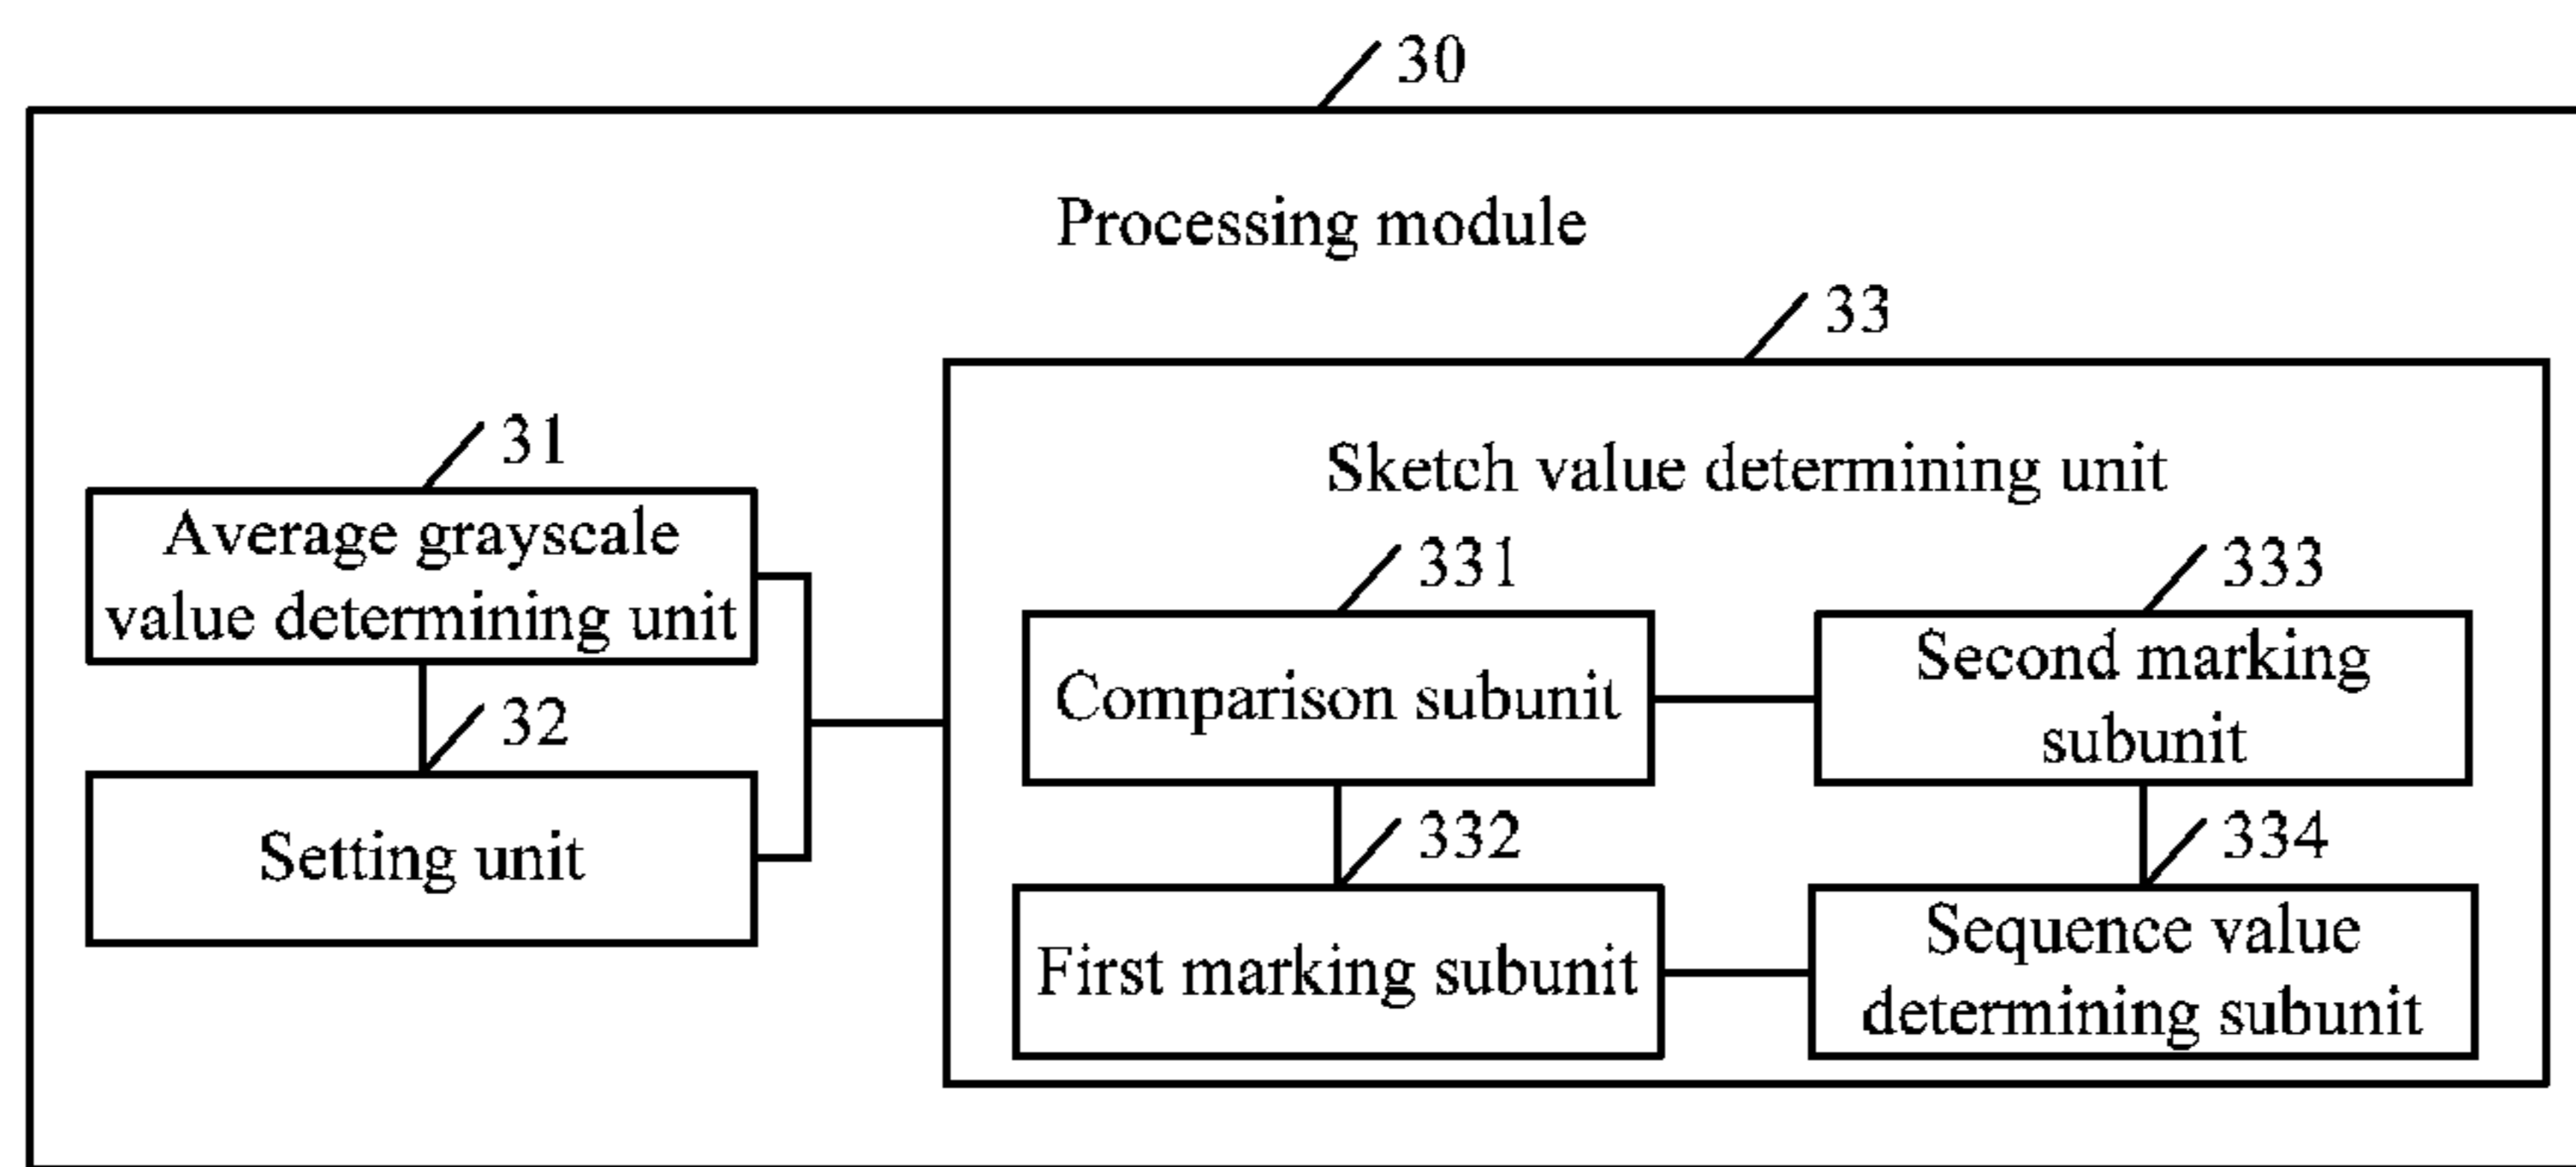 30
Processing module
33
31
Sketch value determining unit
Average grayscale
value determining unit
331
333
Comparison subunit
Second marking
subunit
32
Setting unit
332
334
First marking subunit
Sequence value
determining subunit